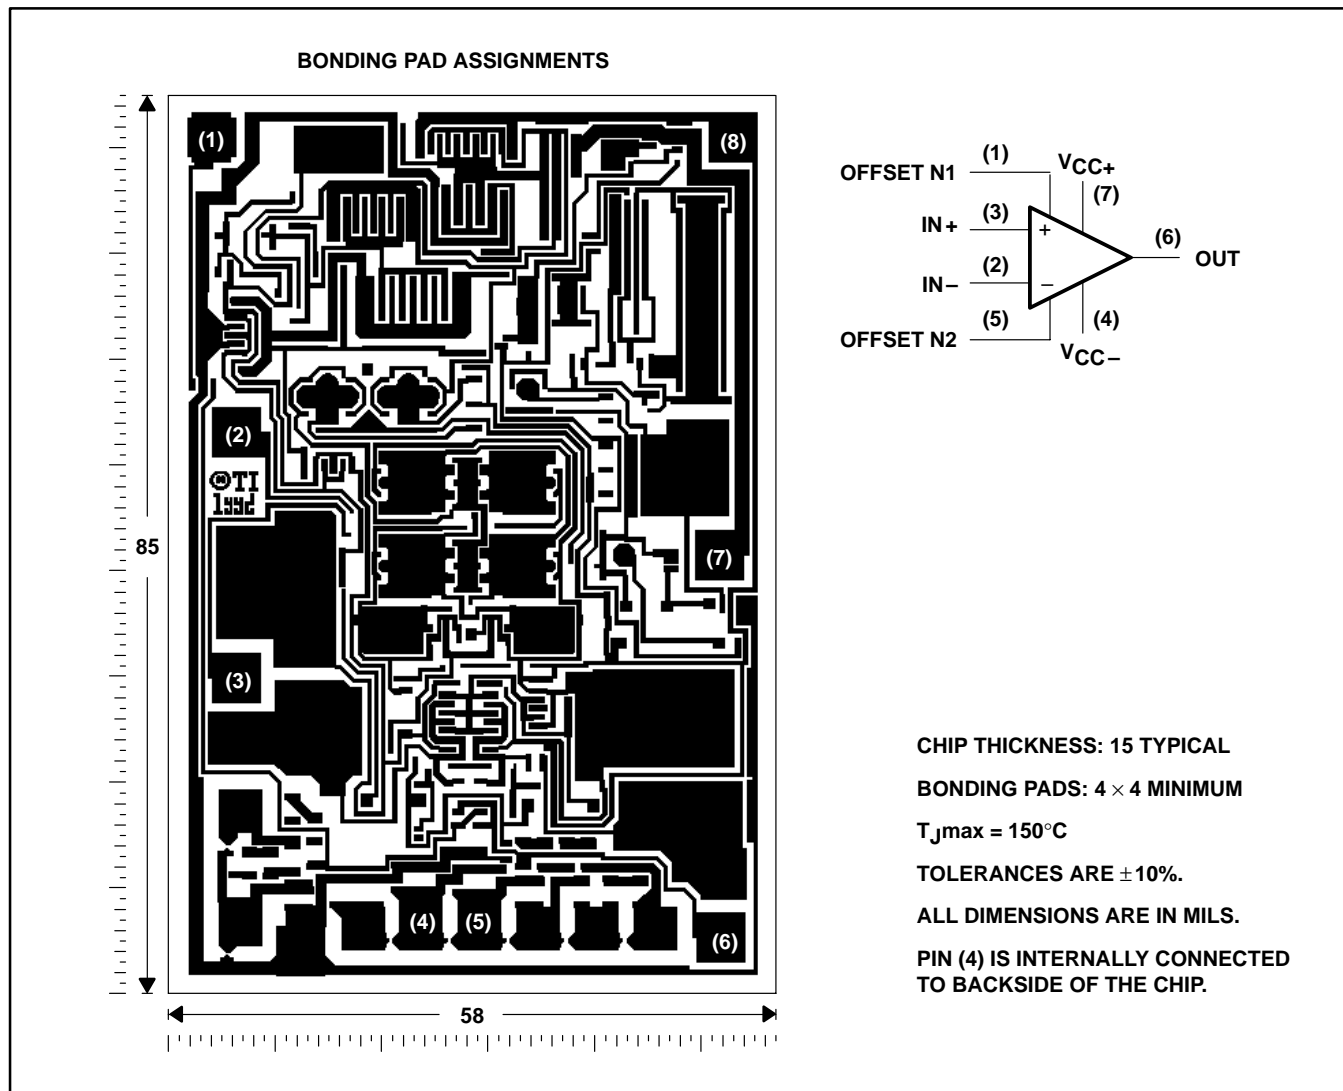 BONDING PAD ASSIGNMENTS
(1)
(8)
(2)
©TI
(7)
(3)
(4)
(5)
(6)
85
58
OFFSET N1
(1)
VCC+
(7)
IN+
(3)
+
(6)
OUT
IN−
(2)
−
OFFSET N2
(5)
(4)
VCC−
CHIP THICKNESS: 15 TYPICAL
BONDING PADS: 4 × 4 MINIMUM
TJmax = 150°C
TOLERANCES ARE ±10%.
ALL DIMENSIONS ARE IN MILS.
PIN (4) IS INTERNALLY CONNECTED
TO BACKSIDE OF THE CHIP.